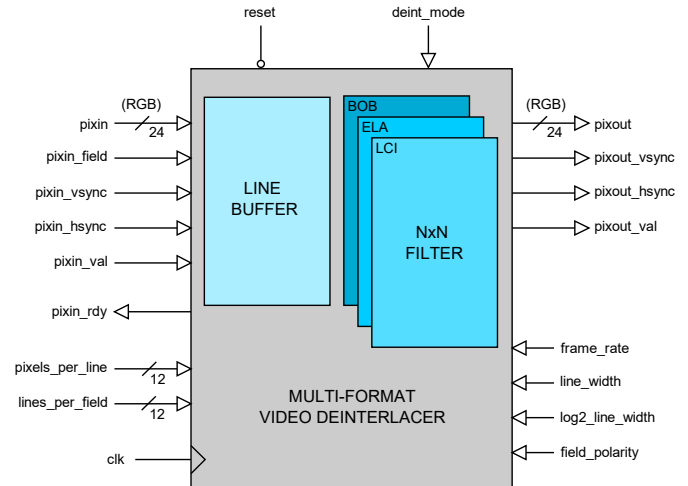 reset
deint_mode
(RGB)
pixin
24
pixin_field
pixin_vsync
pixin_hsync
pixin_val
pixin_rdy
pixels_per_line
12
lines_per_field
12
clk
LINE
BUFFER
BOB
ELA
LCI
NxN
FILTER
MULTI-FORMAT
VIDEO DEINTERLACER
(RGB)
24
pixout
pixout_vsync
pixout_hsync
pixout_val
frame_rate
line_width
log2_line_width
field_polarity